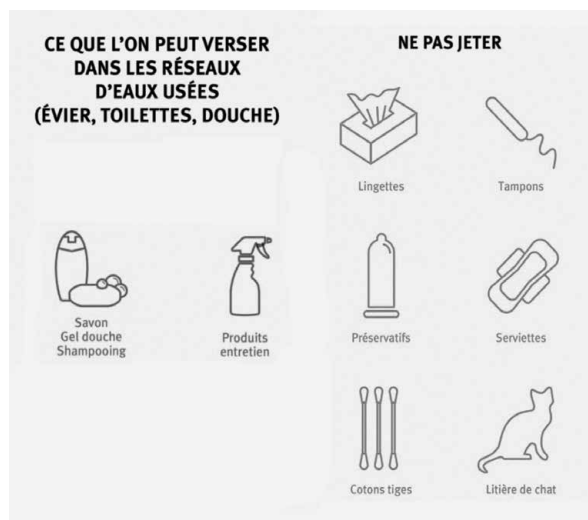 CE QUE L'ON PEUT VERSER
DANS LES RÉSEAUX
D'EAUX USÉES
(ÉVIER, TOILETTES, DOUCHE)
Savon
Gel douche
Shampooing
Produits
entretien
NE PAS JETER
Lingettes
Tampons
Préservatifs
Serviettes
Cotons tiges
Litière de chat